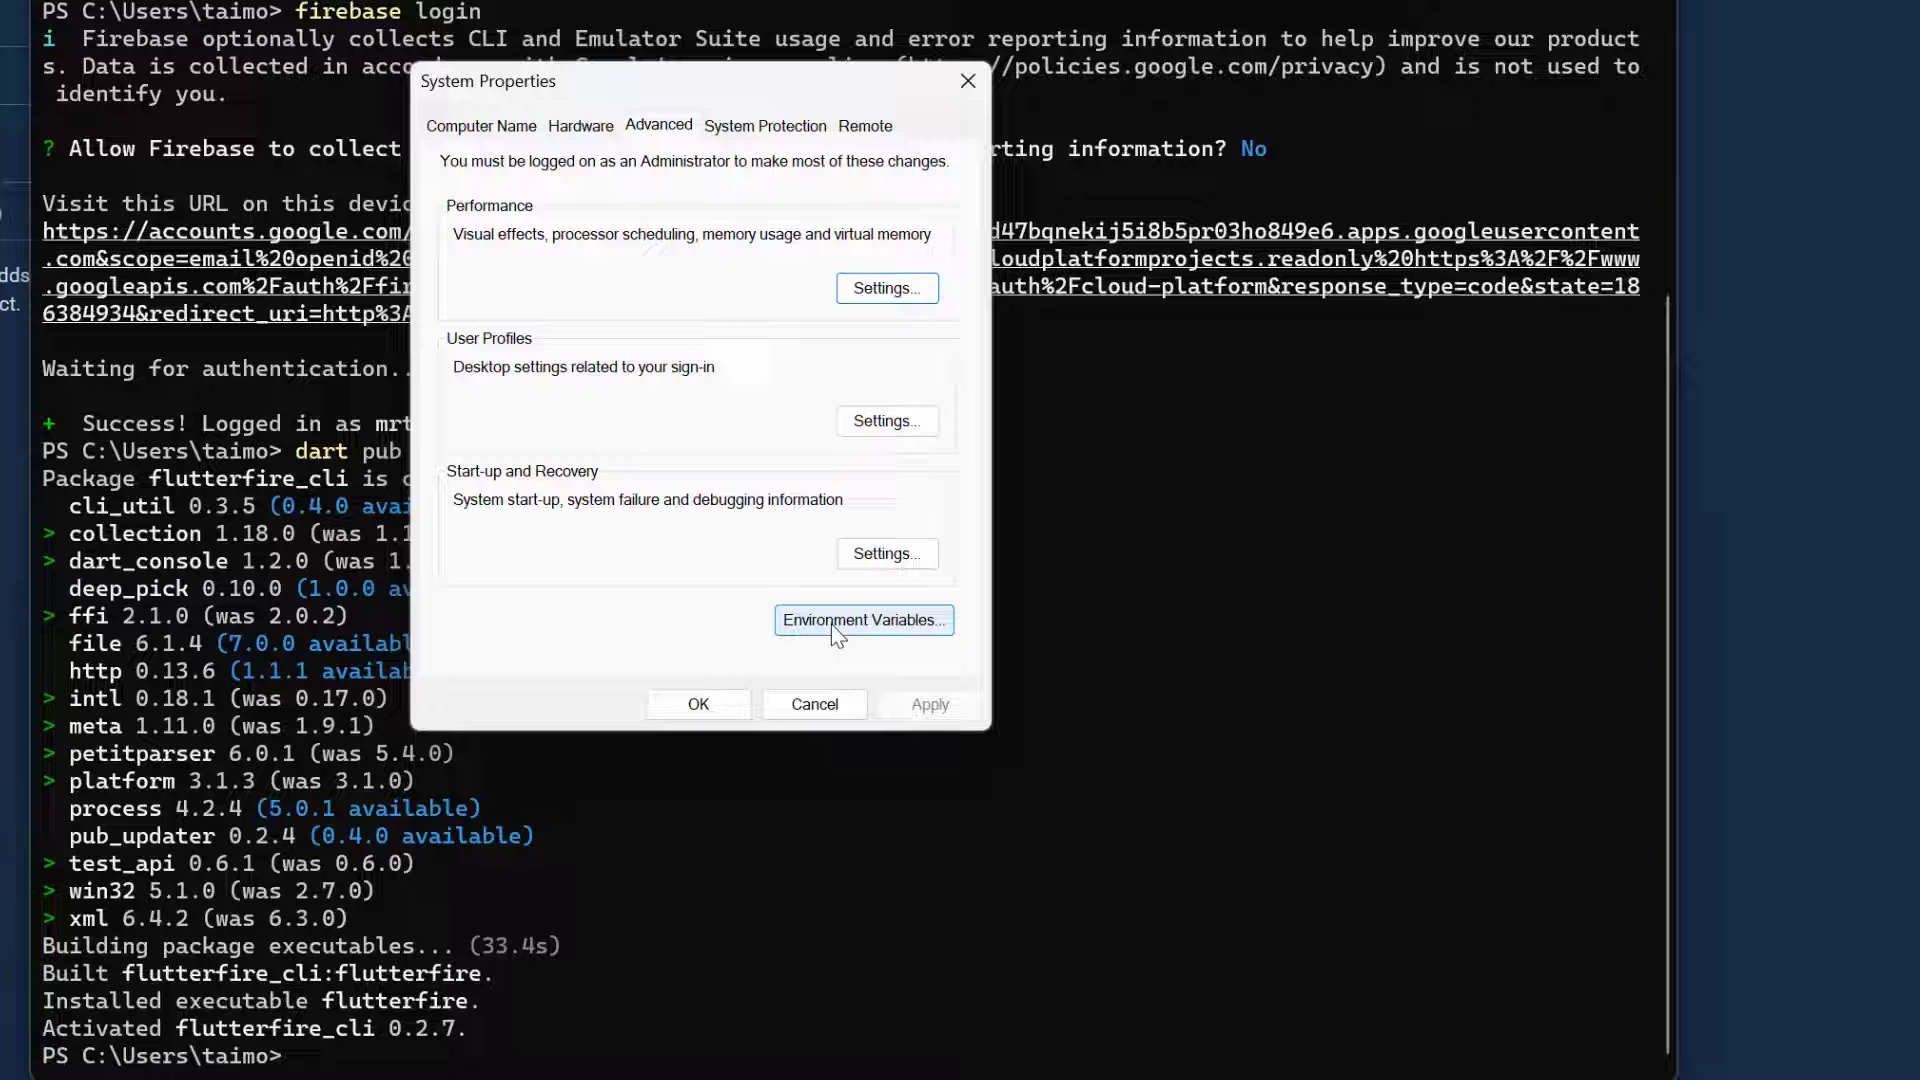 PS C:\Users\taimo> firebase login
i  Firebase optionally collects CLI and Emulator Suite usage and error reporting information to help improve our product
s. Data is collected in acco //policies.google.com/privacy) and is not used to
identify you.
? Allow Firebase to collect rting information? No
Visit this URL on this devic
https://accounts.google.com/ d47bqnekij5i8b5pr03ho849e6.apps.googleusercontent
.com&scope=email%20openid%20 loudplatformprojects.readonly%20https%3A%2F%2Fwww
.googleapis.com%2Fauth%2Ffir auth%2Fcloud-platform&response_type=code&state=18
6384934&redirect_uri=http%3A
dds
ct.
Waiting for authentication..
+  Success! Logged in as mrt
PS C:\Users\taimo> dart pub
Package flutterfire_cli is c
cli_util 0.3.5 (0.4.0 avai
> collection 1.18.0 (was 1.1
> dart_console 1.2.0 (was 1.
deep_pick 0.10.0 (1.0.0 av
> ffi 2.1.0 (was 2.0.2)
file 6.1.4 (7.0.0 availabl
http 0.13.6 (1.1.1 availab
> intl 0.18.1 (was 0.17.0)
> meta 1.11.0 (was 1.9.1)
> petitparser 6.0.1 (was 5.4.0)
> platform 3.1.3 (was 3.1.0)
process 4.2.4 (5.0.1 available)
pub_updater 0.2.4 (0.4.0 available)
> test_api 0.6.1 (was 0.6.0)
> win32 5.1.0 (was 2.7.0)
> xml 6.4.2 (was 6.3.0)
Building package executables... (33.4s)
Built flutterfire_cli:flutterfire.
Installed executable flutterfire.
Activated flutterfire_cli 0.2.7.
PS C:\Users\taimo>
System Properties
Computer Name Hardware Advanced System Protection Remote
You must be logged on as an Administrator to make most of these changes.
Performance
Visual effects, processor scheduling, memory usage and virtual memory
Settings...
User Profiles
Desktop settings related to your sign-in
Settings...
Start-up and Recovery
System start-up, system failure and debugging information
Settings...
Environment Variables...
OK Cancel Apply